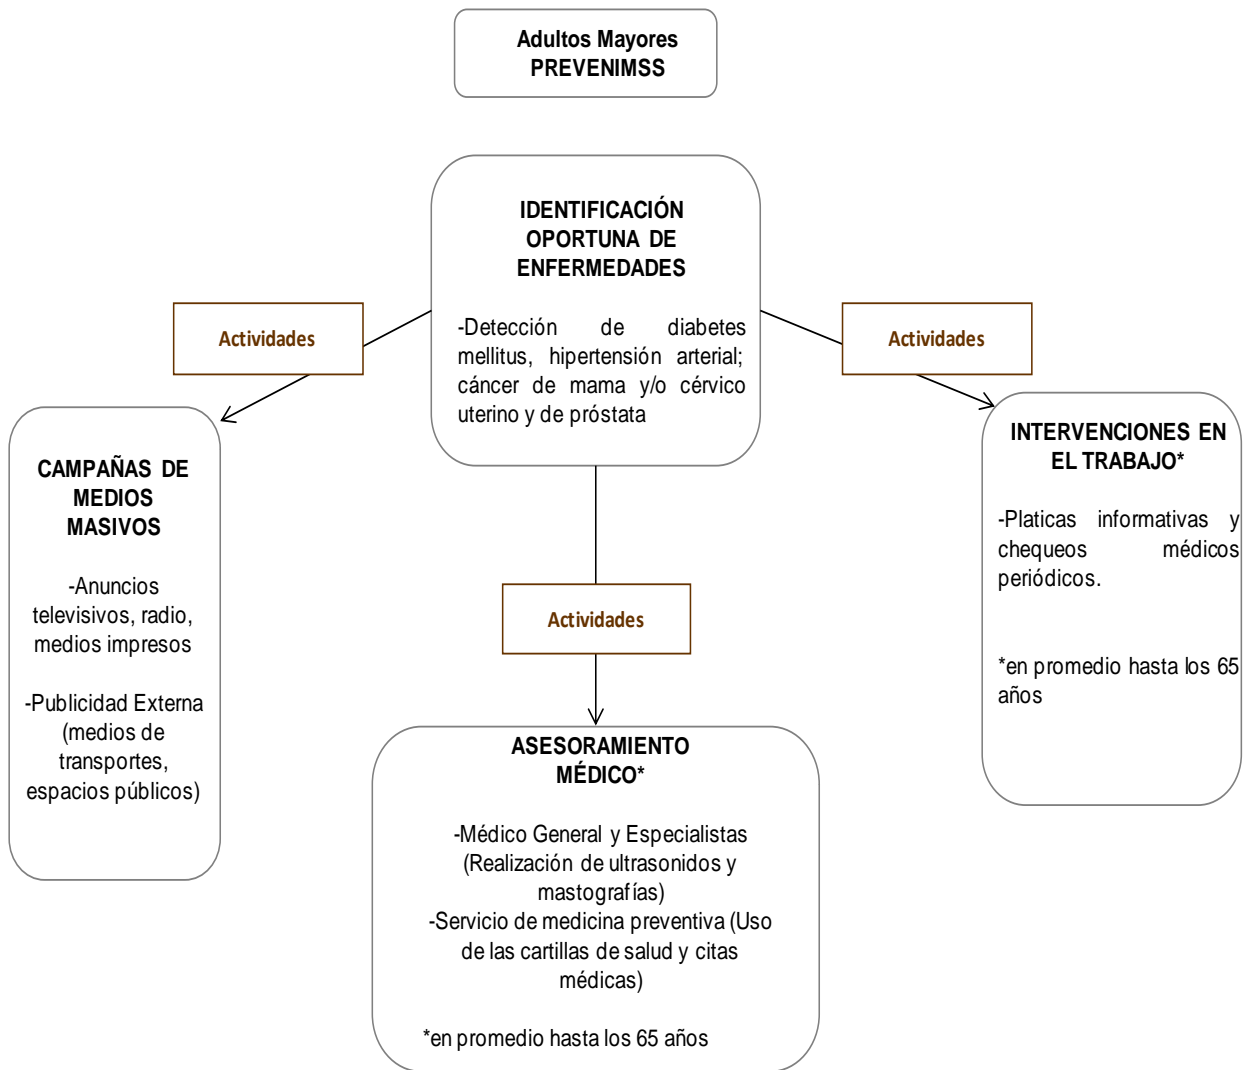 Adultos Mayores
PREVENIMSS
IDENTIFICACIÓN
OPORTUNA DE
ENFERMEDADES
-Detección de diabetes
mellitus, hipertensión arterial;
cáncer de mama y/o cérvico
uterino y de próstata
Actividades
Actividades
Actividades
CAMPAÑAS DE
MEDIOS
MASIVOS
-Anuncios
televisivos, radio,
medios impresos
-Publicidad Externa
(medios de
transportes,
espacios públicos)
ASESORAMIENTO
MÉDICO*
-Médico General y Especialistas
(Realización de ultrasonidos y
mastografías)
-Servicio de medicina preventiva (Uso
de las cartillas de salud y citas
médicas)
*en promedio hasta los 65 años
INTERVENCIONES EN
EL TRABAJO*
-Platicas informativas y
chequeos médicos
periódicos.
*en promedio hasta los 65
años